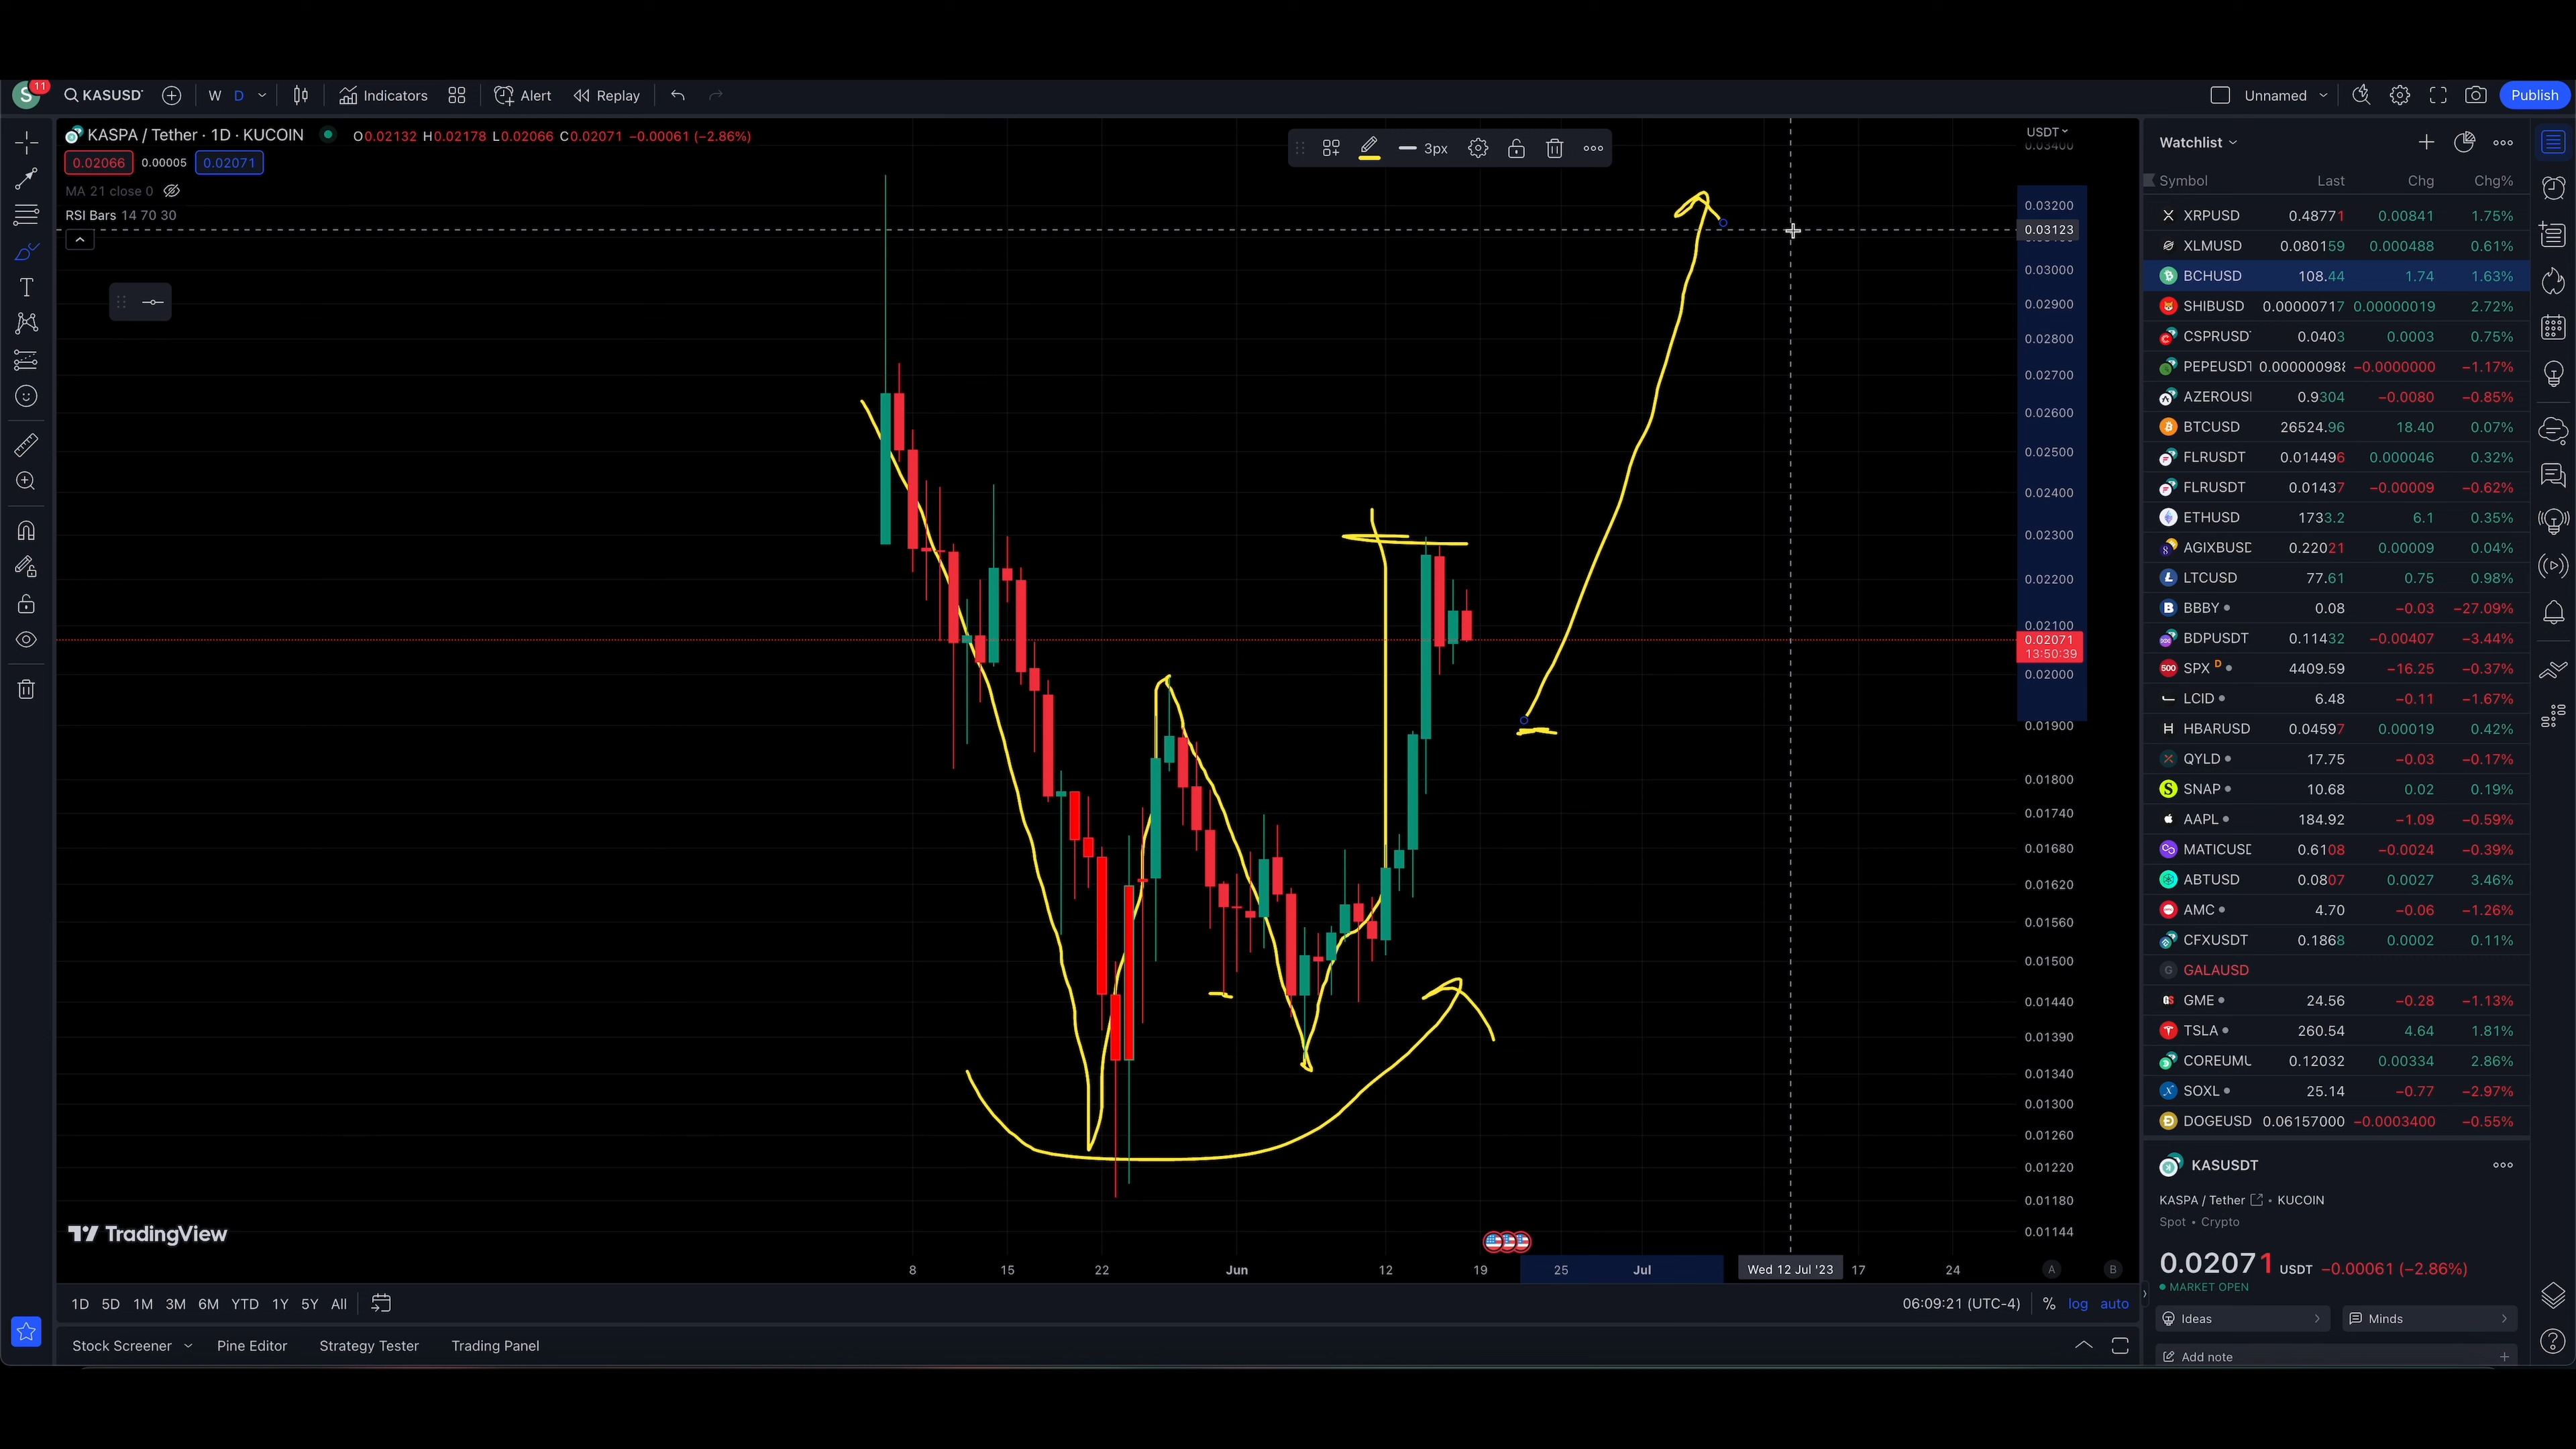 S 11 KASUSDT W D Indicators Alert Replay Unnamed Publish
KASPA / Tether · 1D · KUCOIN O0.02132 H0.02178 L0.02066 C0.02071 −0.00061 (−2.86%)
0.02066 0.00005 0.02071
MA 21 close 0
RSI Bars 14 70 30
3px
USDT
0.03400
0.03200
0.03123
0.03000
0.02900
0.02800
0.02700
0.02600
0.02500
0.02400
0.02300
0.02200
0.02100
0.02071
13:50:39
0.02000
0.01900
0.01800
0.01740
0.01680
0.01620
0.01560
0.01500
0.01440
0.01390
0.01340
0.01300
0.01260
0.01220
0.01180
0.01144
TradingView
8 15 22 Jun 12 19 25 Jul Wed 12 Jul '23 17 24 A B
1D 5D 1M 3M 6M YTD 1Y 5Y All 06:09:21 (UTC-4) % log auto
Stock Screener Pine Editor Strategy Tester Trading Panel
Watchlist
Symbol Last Chg Chg%
XRPUSD 0.48771 0.00841 1.75%
XLMUSD 0.080159 0.000488 0.61%
BCHUSD 108.44 1.74 1.63%
SHIBUSD 0.00000717 0.00000019 2.72%
CSPRUSD 0.0403 0.0003 0.75%
PEPEUSDT 0.000000988 −0.0000000 −1.17%
AZEROUS 0.9304 −0.0080 −0.85%
BTCUSD 26524.96 18.40 0.07%
FLRUSDT 0.014496 0.000046 0.32%
FLRUSDT 0.01437 −0.00009 −0.62%
ETHUSD 1733.2 6.1 0.35%
AGIXBUSD 0.22021 0.00009 0.04%
LTCUSD 77.61 0.75 0.98%
BBBY 0.08 −0.03 −27.09%
BDPUSDT 0.11432 −0.00407 −3.44%
500 SPX D 4409.59 −16.25 −0.37%
LCID 6.48 −0.11 −1.67%
HBARUSD 0.04597 0.00019 0.42%
QYLD 17.75 −0.03 −0.17%
SNAP 10.68 0.02 0.19%
AAPL 184.92 −1.09 −0.59%
MATICUSD 0.6108 −0.0024 −0.39%
ABTUSD 0.0807 0.0027 3.46%
AMC 4.70 −0.06 −1.26%
CFXUSDT 0.1868 0.0002 0.11%
G GALAUSD
GME 24.56 −0.28 −1.13%
TSLA 260.54 4.64 1.81%
COREUMU 0.12032 0.00334 2.86%
SOXL 25.14 −0.77 −2.97%
DOGEUSD 0.06157000 −0.0003400 −0.55%
KASUSDT
KASPA / Tether • KUCOIN
Spot • Crypto
0.02071 USDT −0.00061 (−2.86%)
MARKET OPEN
Ideas Minds
Add note